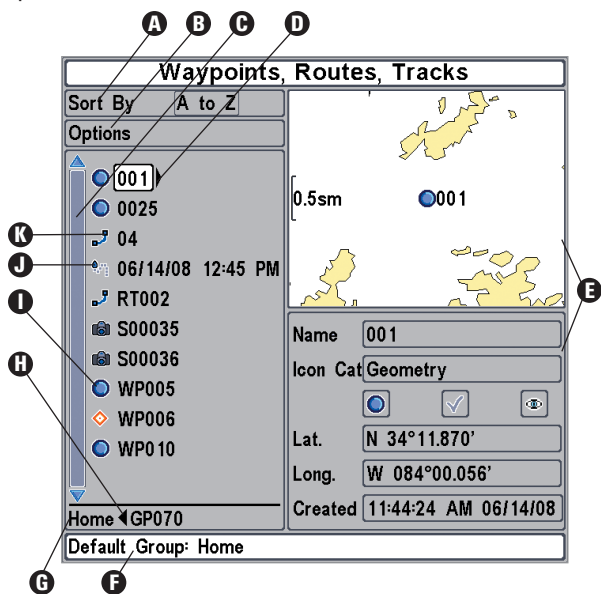 A B C D
Waypoints, Routes, Tracks
Sort By A to Z
Options
001
0025
K 04
J 06/14/08 12:45 PM
RT002
S00035
S00036
I WP005
WP006
WP010
H
Home GP070
G
0.5sm
001
E
Name 001
Icon Cat Geometry
Lat. N 34°11.870'
Long. W 084°00.056'
Created 11:44:24 AM 06/14/08
Default Group: Home
F